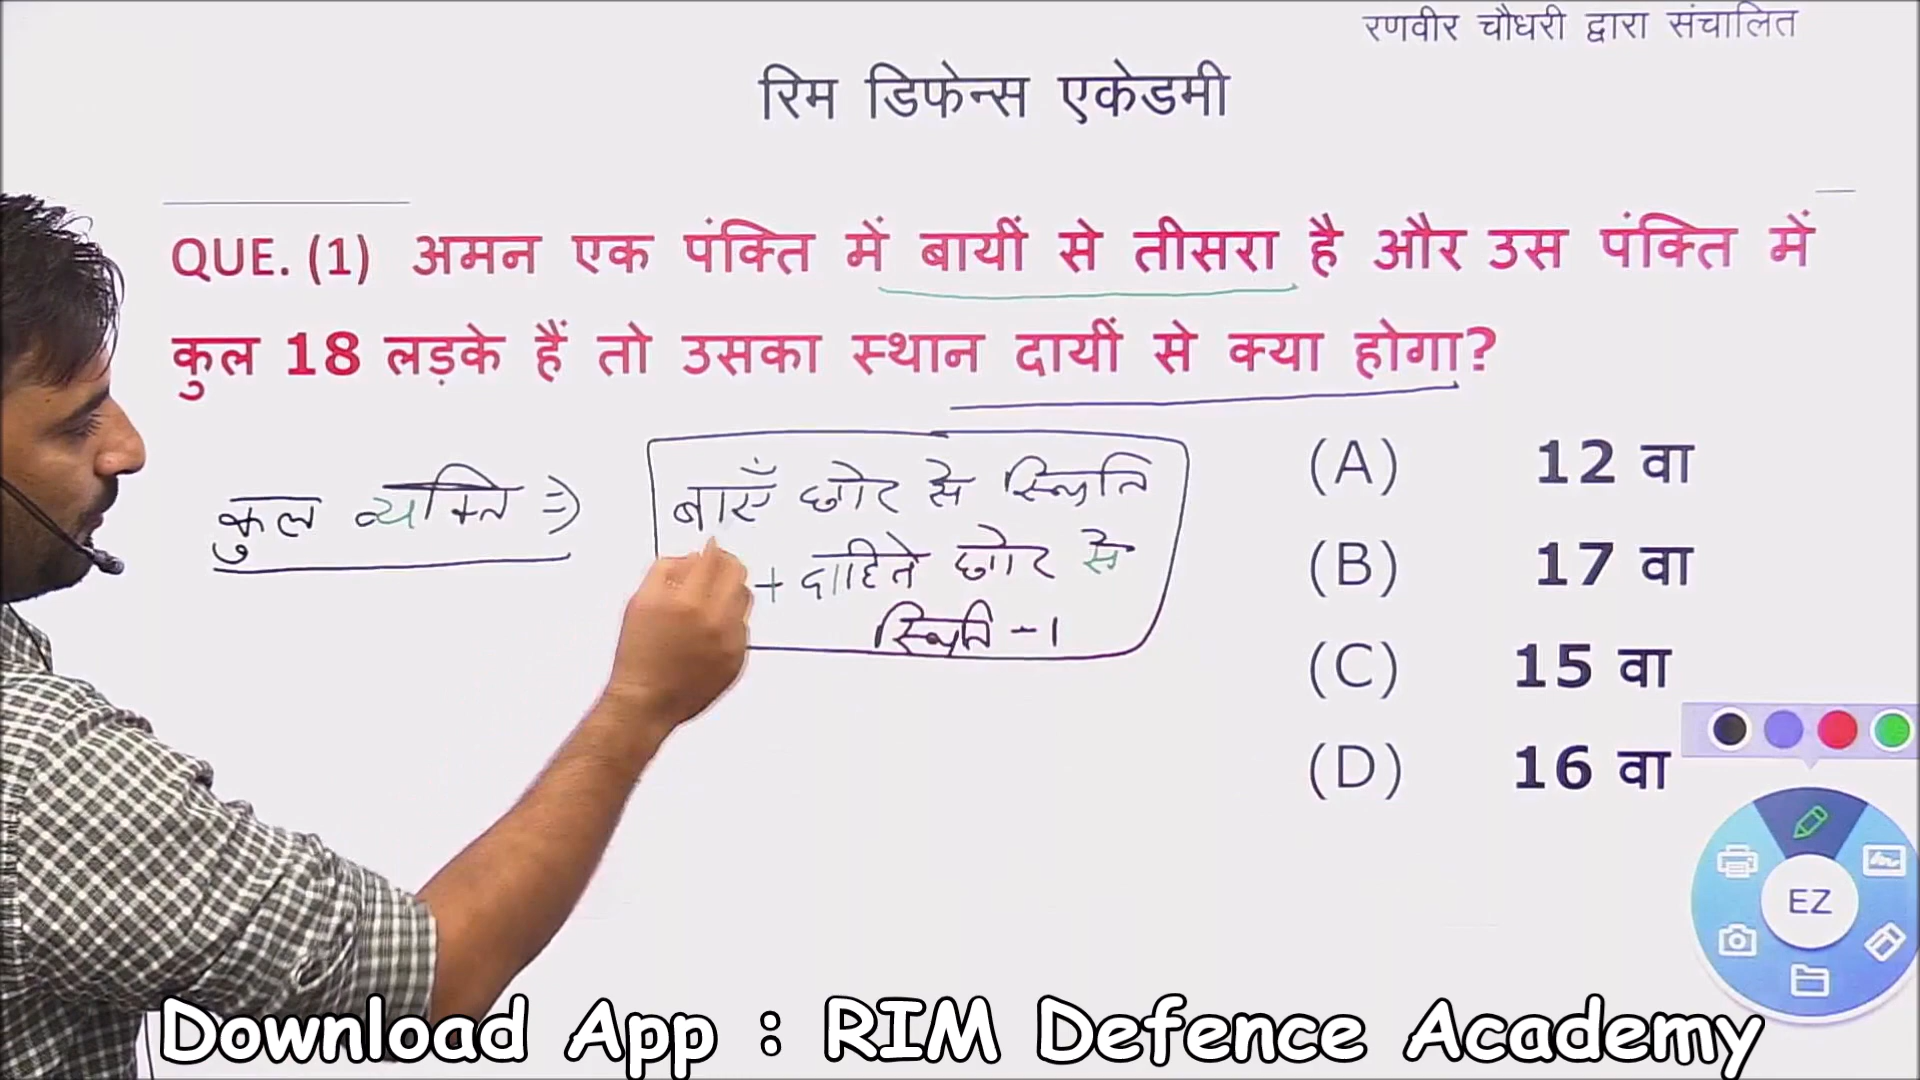 रणवीर चौधरी द्वारा संचालित
रिम डिफेन्स एकेडमी
QUE. (1) अमन एक पंक्ति में बायीं से तीसरा है और उस पंक्ति में
कुल 18 लड़के हैं तो उसका स्थान दायीं से क्या होगा?
कुल व्यक्ति =>
बाएँ छोर से स्थिति
+ दाहिने छोर से
स्थिति -1
(A) 12 वा
(B) 17 वा
(C) 15 वा
(D) 16 वा
EZ
Download App : RIM Defence Academy